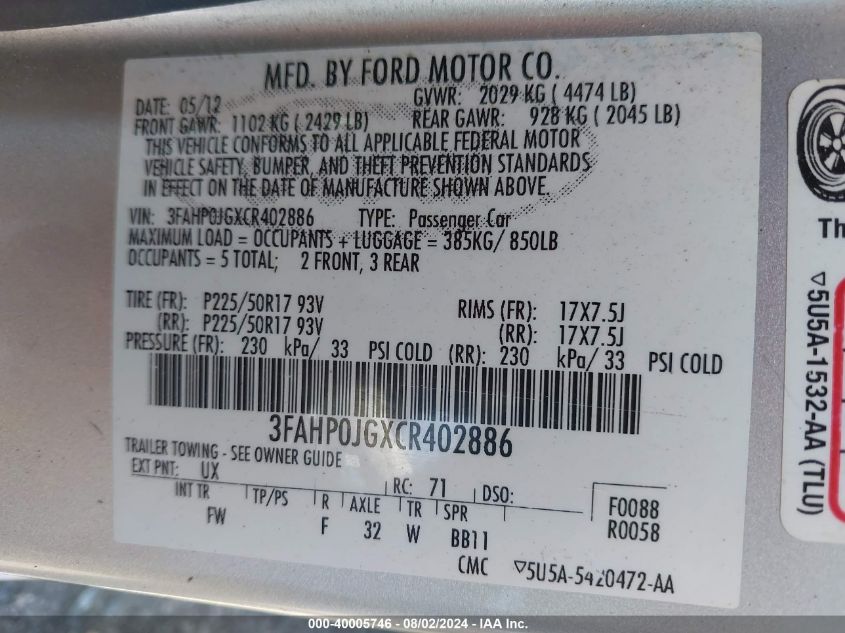 MFD. BY FORD MOTOR CO.
DATE: 05/12 GVWR: 2029 KG ( 4474 LB)
FRONT GAWR: 1102 KG ( 2429 LB) REAR GAWR: 928 KG ( 2045 LB)
THIS VEHICLE CONFORMS TO ALL APPLICABLE FEDERAL MOTOR
VEHICLE SAFETY, BUMPER, AND THEFT PREVENTION STANDARDS
IN EFFECT ON THE DATE OF MANUFACTURE SHOWN ABOVE.
VIN: 3FAHP0JGXCR402886 TYPE: Passenger Car
MAXIMUM LOAD = OCCUPANTS + LUGGAGE = 385KG/ 850LB
OCCUPANTS = 5 TOTAL; 2 FRONT, 3 REAR
TIRE (FR): P225/50R17 93V RIMS (FR): 17X7.5J
(RR): P225/50R17 93V (RR): 17X7.5J
PRESSURE (FR): 230 kPa/ 33 PSI COLD (RR): 230 kPa/ 33 PSI COLD
3FAHP0JGXCR402886
TRAILER TOWING - SEE OWNER GUIDE
EXT PNT: UX RC: 71 DSO:
INT TR TP/PS R AXLE TR SPR F0088
FW F 32 W BB11 R0058
CMC ▽5U5A-5420472-AA
Th
▽5U5A-1532-AA (TLU)
000-40005746 - 08/02/2024 - IAA Inc.